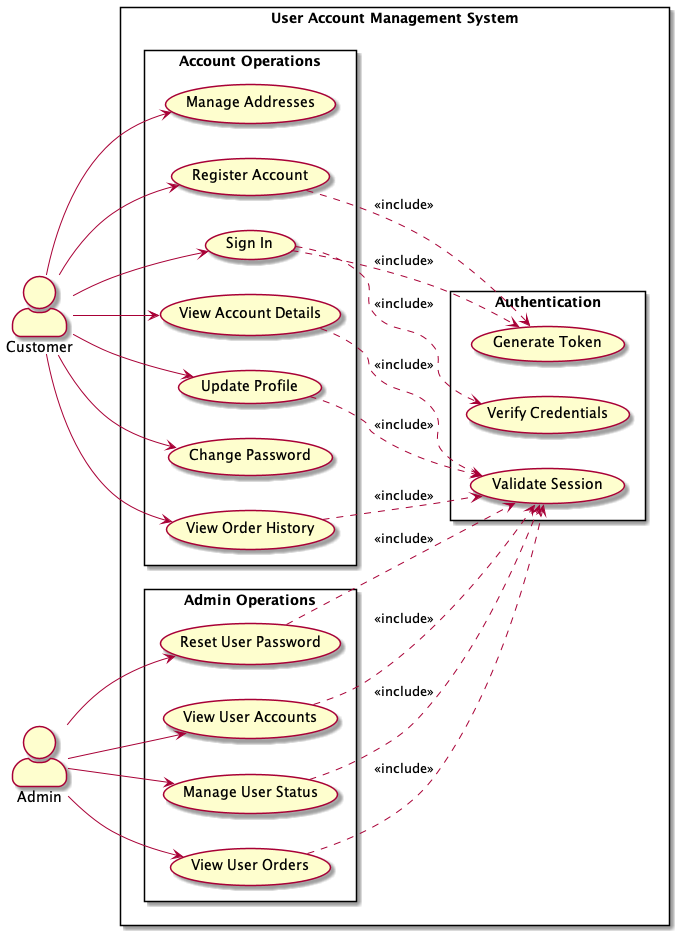 User Account Management System
Account Operations
Manage Addresses
Register Account
«include»
Sign In
«include»
«include»
Authentication
View Account Details
Generate Token
Customer
«include»
Update Profile
Verify Credentials
«include»
Change Password
Validate Session
«include»
View Order History
«include»
Admin Operations
«include»
Reset User Password
View User Accounts
«include»
Manage User Status
«include»
Admin
View User Orders